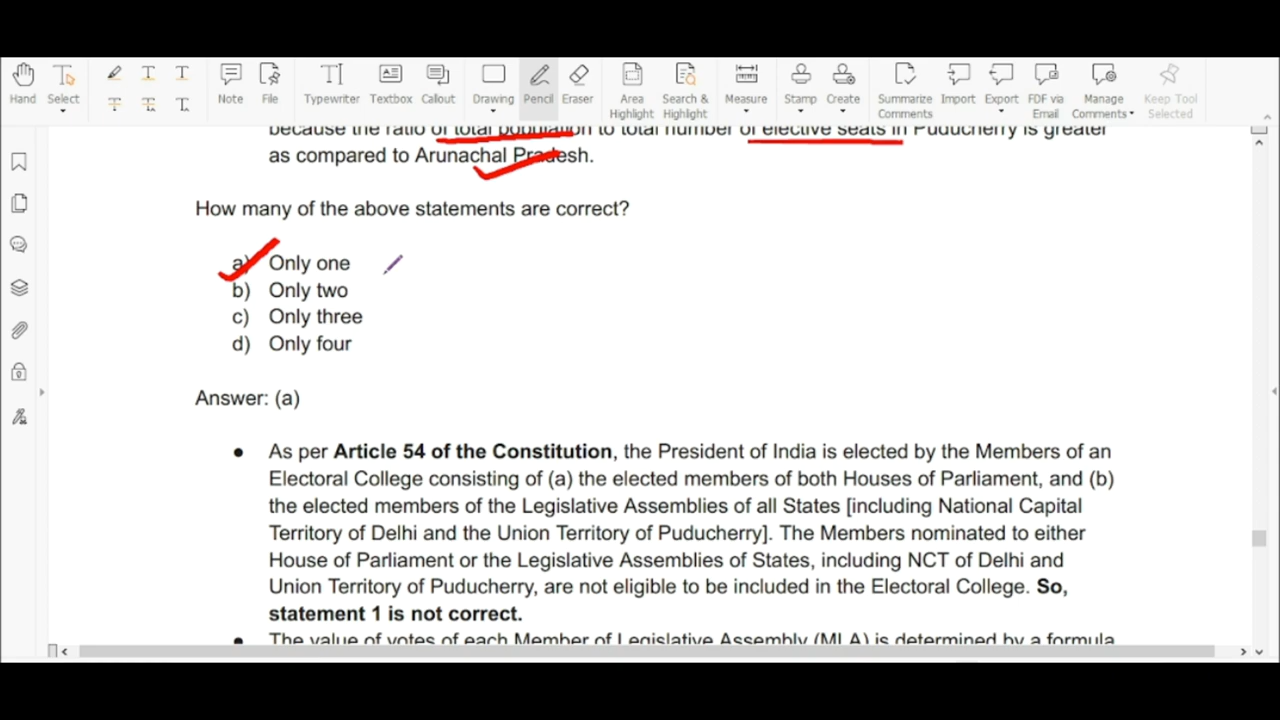 Hand
Select
Note
File
Typewriter
Textbox
Callout
Drawing
Pencil
Eraser
Area
Highlight
Search &
Highlight
Measure
Stamp
Create
Summarize
Comments
Import
Export
FDF via
Email
Manage
Comments
Keep Tool
Selected
because the ratio of total population to total number of elective seats in Puducherry is greater
as compared to Arunachal Pradesh.
How many of the above statements are correct?
a) Only one
b) Only two
c) Only three
d) Only four
Answer: (a)
● As per Article 54 of the Constitution, the President of India is elected by the Members of an
Electoral College consisting of (a) the elected members of both Houses of Parliament, and (b)
the elected members of the Legislative Assemblies of all States [including National Capital
Territory of Delhi and the Union Territory of Puducherry]. The Members nominated to either
House of Parliament or the Legislative Assemblies of States, including NCT of Delhi and
Union Territory of Puducherry, are not eligible to be included in the Electoral College. So,
statement 1 is not correct.
● The value of votes of each Member of Legislative Assembly (MLA) is determined by a formula